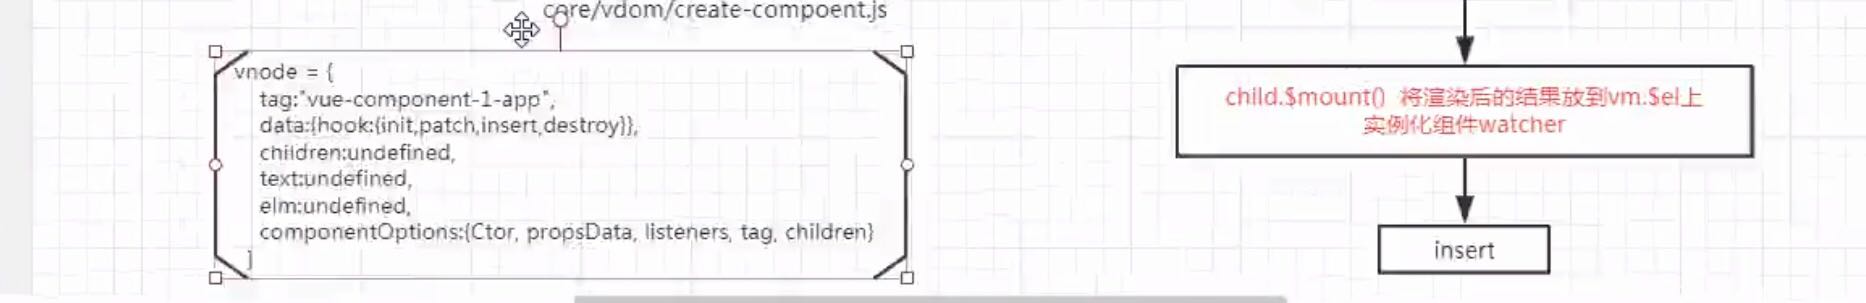 core/vdom/create-compoent.js
vnode = {
tag:"vue-component-1-app",
data:{hook:{init,patch,insert,destroy}},
children:undefined,
text:undefined,
elm:undefined,
componentOptions:{Ctor, propsData, listeners, tag, children}
}
child.$mount() 将渲染后的结果放到vm.$el上
实例化组件watcher
insert